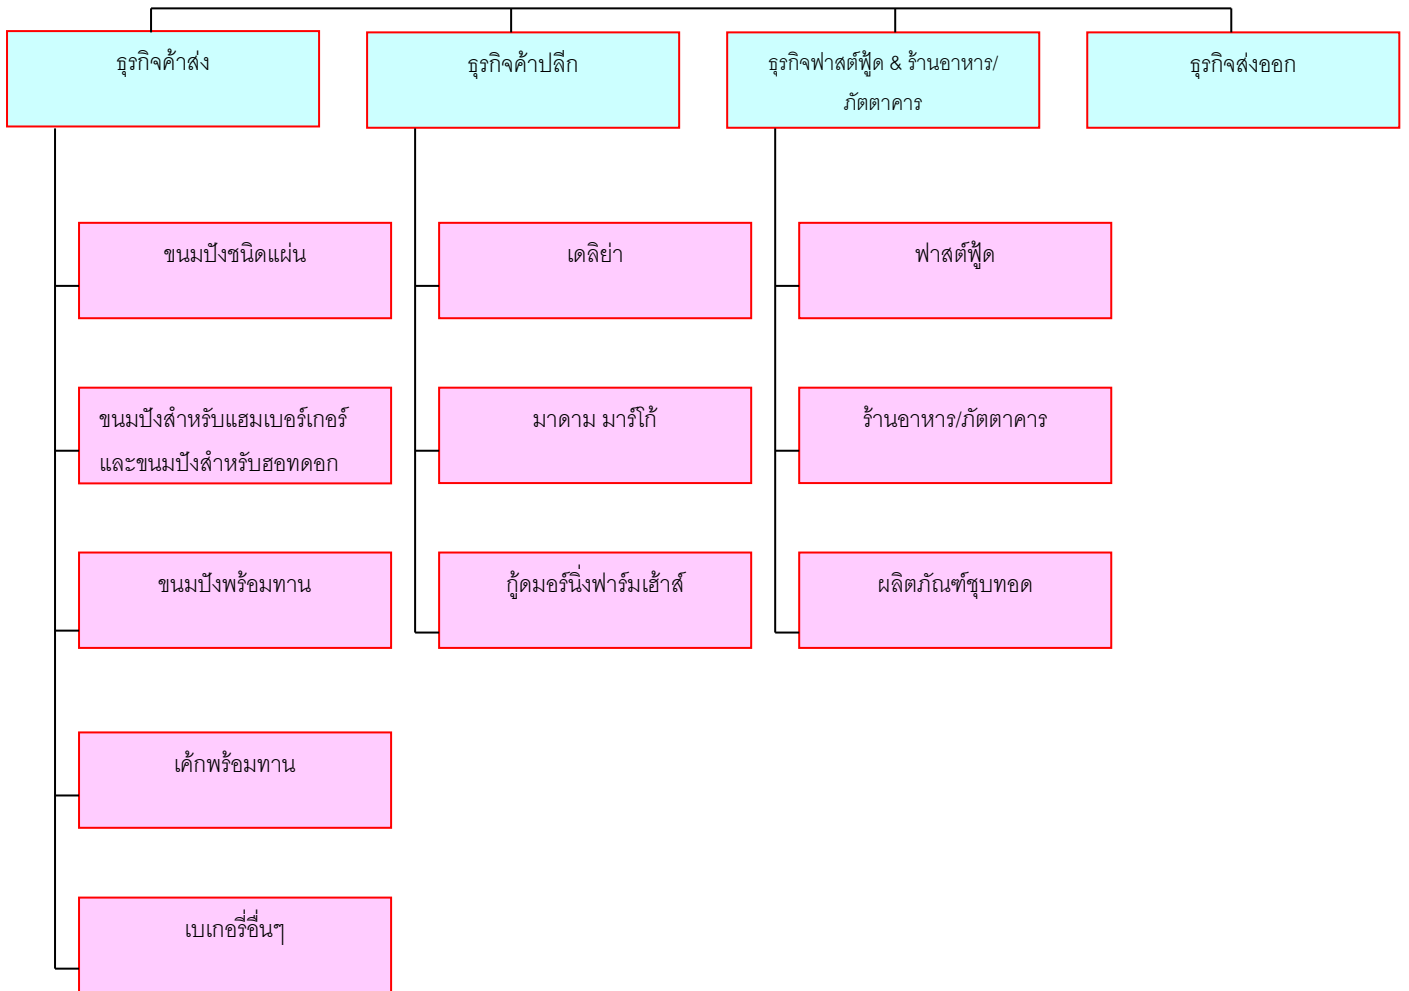 ธุรกิจค้าส่ง
ธุรกิจค้าปลีก
ธุรกิจฟาสต์ฟู้ด & ร้านอาหาร/
ภัตตาคาร
ธุรกิจส่งออก
ขนมปังชนิดแผ่น
ขนมปังสำหรับแฮมเบอร์เกอร์
และขนมปังสำหรับฮอทดอก
ขนมปังพร้อมทาน
เค้กพร้อมทาน
เบเกอรี่อื่นๆ
เดลิย่า
มาดาม มาร์โก้
กู้ดมอร์นิ่งฟาร์มเฮ้าส์
ฟาสต์ฟู้ด
ร้านอาหาร/ภัตตาคาร
ผลิตภัณฑ์ชุบทอด